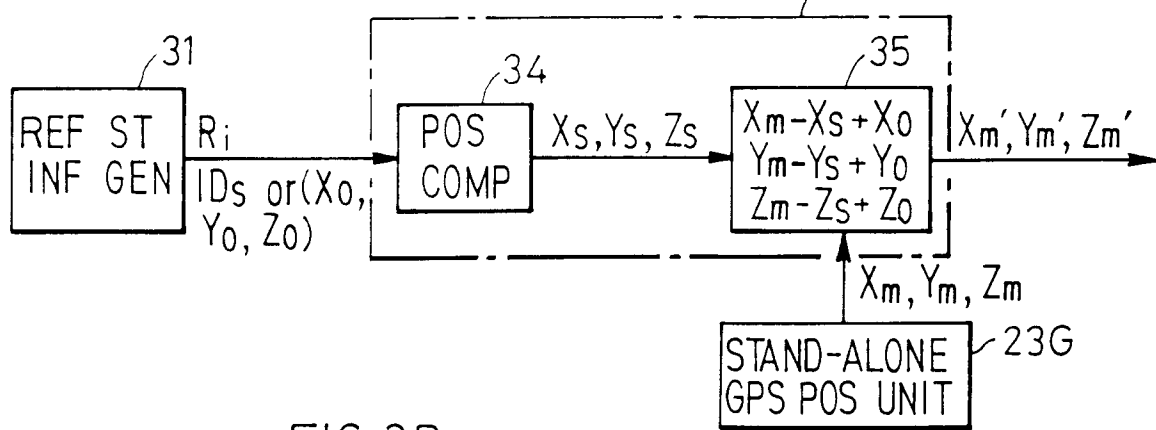 31
REF ST
INF GEN
Ri
IDs or (Xo,
Yo, Zo)
34
POS
COMP
Xs, Ys, Zs
35
Xm-Xs+Xo
Ym-Ys+Yo
Zm-Zs+Zo
Xm', Ym', Zm'
Xm, Ym, Zm
STAND-ALONE
GPS POS UNIT
23G